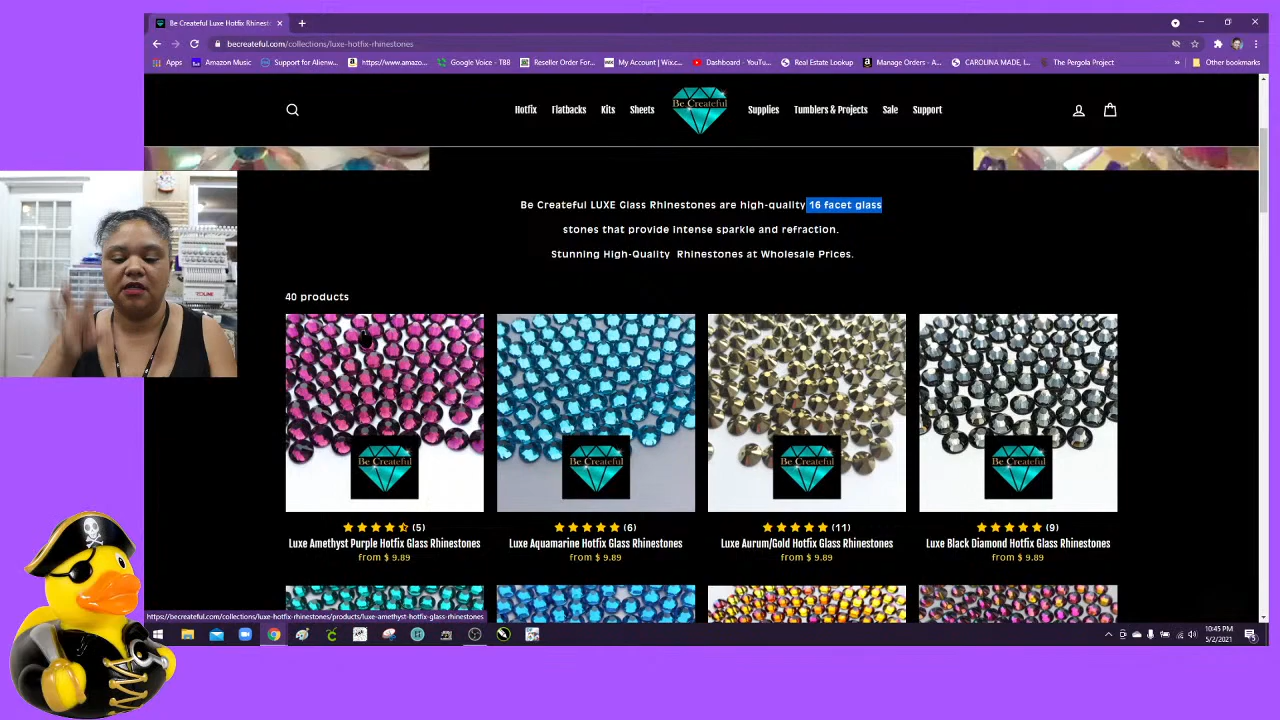 Be Createful Luxe Hotfix Rhinest
becreateful.com/collections/luxe-hotfix-rhinestones
Apps
Amazon Music
Support for Alienw...
https://www.amazo...
Google Voice - T88
Reseller Order For...
My Account | Wix.c...
Dashboard - YouTu...
Real Estate Lookup
Manage Orders - A...
CAROLINA MADE, I...
The Pergola Project
»
Other bookmarks
Hotfix
Flatbacks
Kits
Sheets
Be Createful
Supplies
Tumblers & Projects
Sale
Support
Be Createful LUXE Glass Rhinestones are high-quality 16 facet glass
stones that provide intense sparkle and refraction.
Stunning High-Quality Rhinestones at Wholesale Prices.
40 products
Be Createful
Be Createful
Be Createful
Be Createful
(5)
(6)
(11)
(9)
Luxe Amethyst Purple Hotfix Glass Rhinestones
Luxe Aquamarine Hotfix Glass Rhinestones
Luxe Aurum/Gold Hotfix Glass Rhinestones
Luxe Black Diamond Hotfix Glass Rhinestones
from $ 9.89
from $ 9.89
from $ 9.89
from $ 9.89
https://becreateful.com/collections/luxe-hotfix-rhinestones/products/luxe-amethyst-hotfix-glass-rhinestones
10:45 PM
5/2/2021